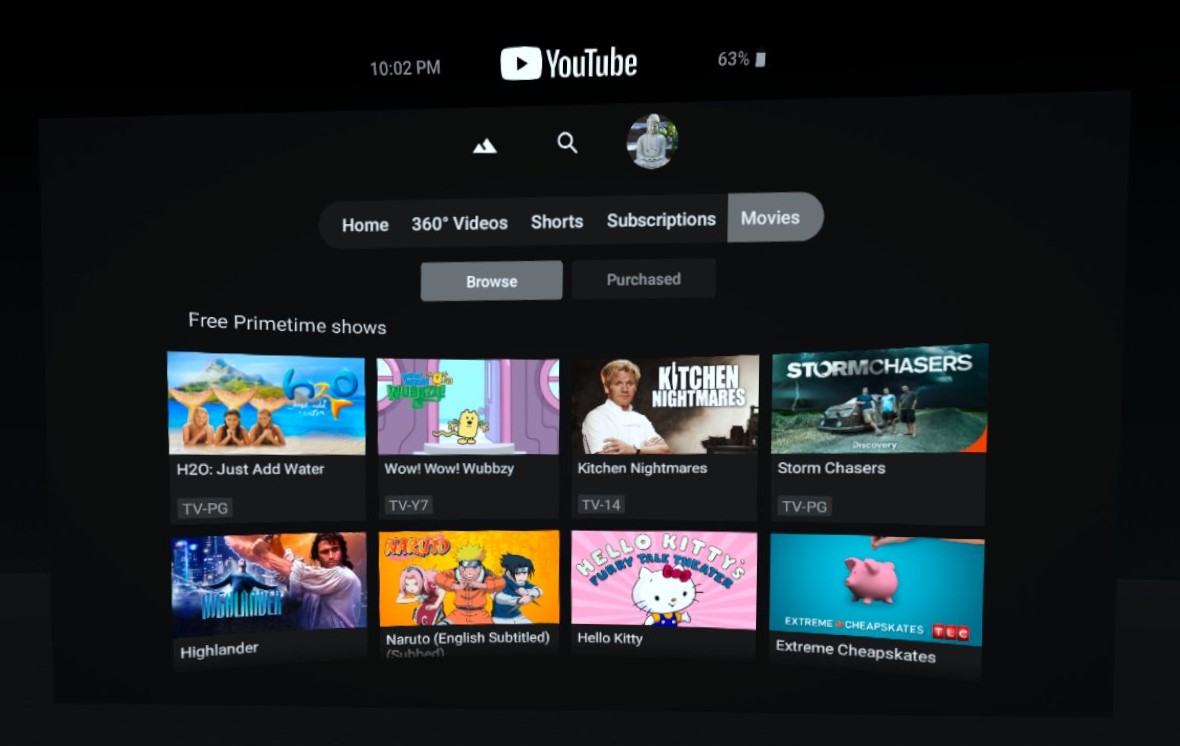 10:02 PM
YouTube
63%
Home
360° Videos
Shorts
Subscriptions
Movies
Browse
Purchased
Free Primetime shows
H2O
just add
water
WUBBZY
KITCHEN
NIGHTMARES
STORMCHASERS
Discovery
H2O: Just Add Water
Wow! Wow! Wubbzy
Kitchen Nightmares
Storm Chasers
TV-PG
TV-Y7
TV-14
TV-PG
HIGHLANDER
NARUTO
HELLO KITTY'S
FURRY TALE THEATER
EXTREME CHEAPSKATES TLC
Highlander
Naruto (English Subtitled)
(Subbed)
Hello Kitty
Extreme Cheapskates